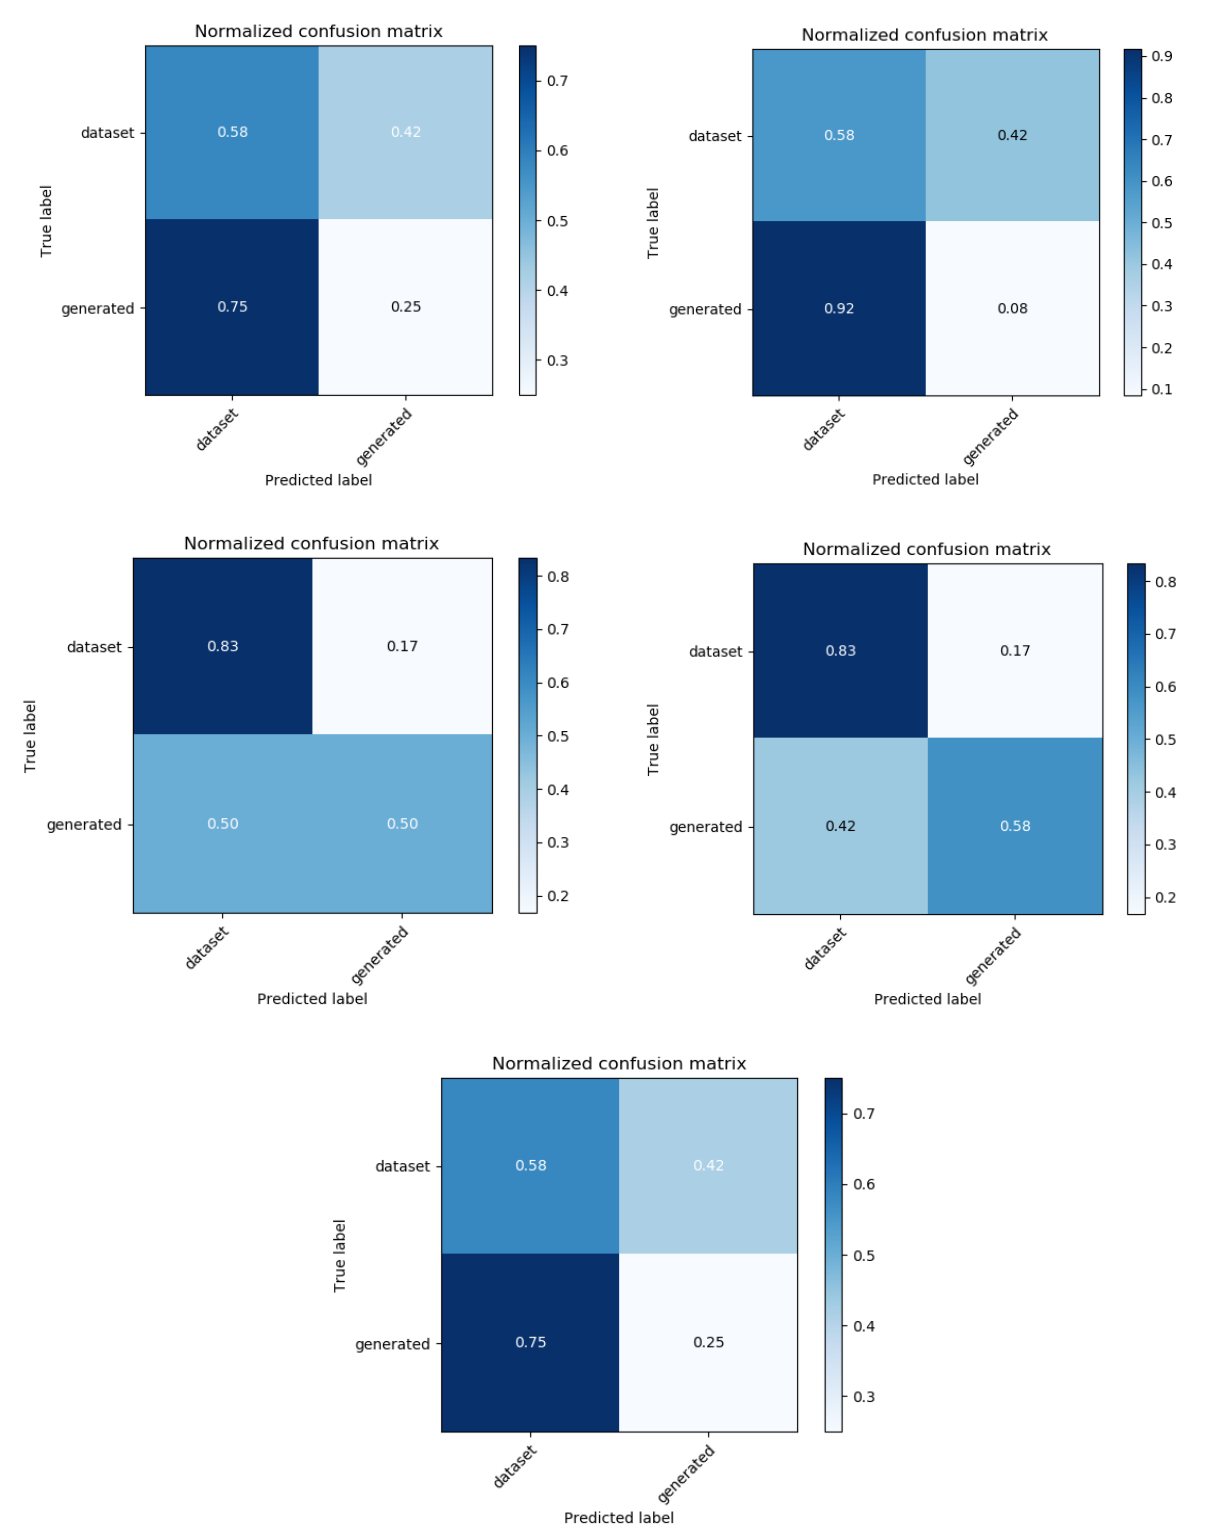 Normalized confusion matrix
0.7
0.6
0.5
0.4
0.3
dataset
generated
True label
0.58 0.42
0.75 0.25
dataset generated
Predicted label
Normalized confusion matrix
0.9
0.8
0.7
0.6
0.5
0.4
0.3
0.2
0.1
dataset
generated
True label
0.58 0.42
0.92 0.08
dataset generated
Predicted label
Normalized confusion matrix
0.8
0.7
0.6
0.5
0.4
0.3
0.2
dataset
generated
True label
0.83 0.17
0.50 0.50
dataset generated
Predicted label
Normalized confusion matrix
0.8
0.7
0.6
0.5
0.4
0.3
0.2
dataset
generated
True label
0.83 0.17
0.42 0.58
dataset generated
Predicted label
Normalized confusion matrix
0.7
0.6
0.5
0.4
0.3
dataset
generated
True label
0.58 0.42
0.75 0.25
dataset generated
Predicted label